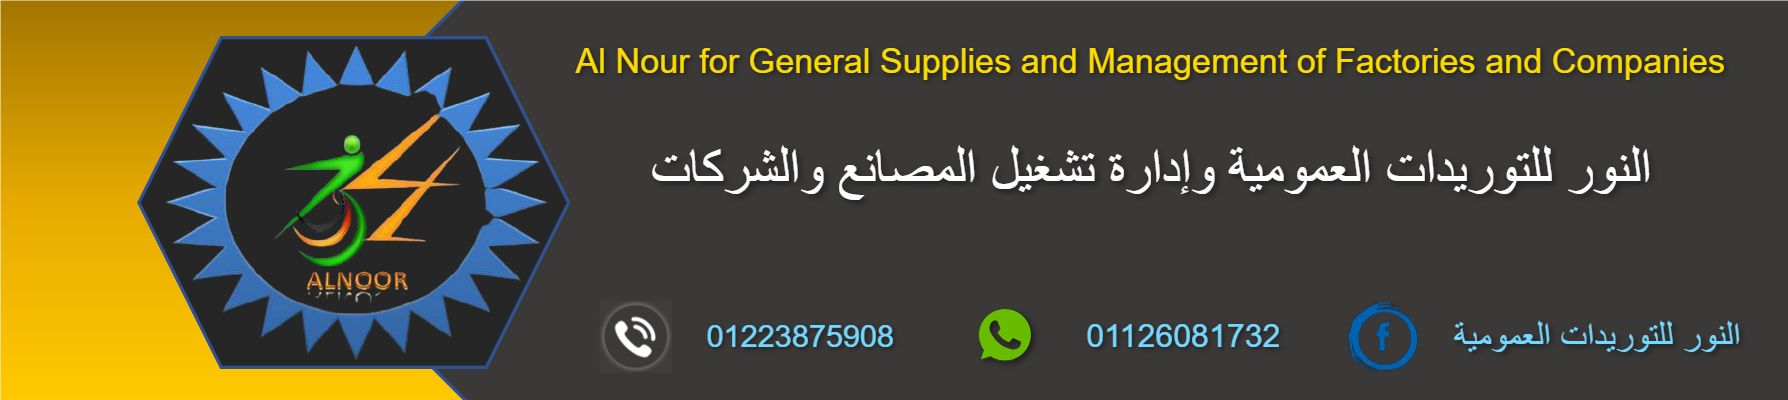 Al Nour for General Supplies and Management of Factories and Companies
النور للتوريدات العمومية وإدارة تشغيل المصانع والشركات
ALNOOR
01223875908
01126081732
النور للتوريدات العمومية